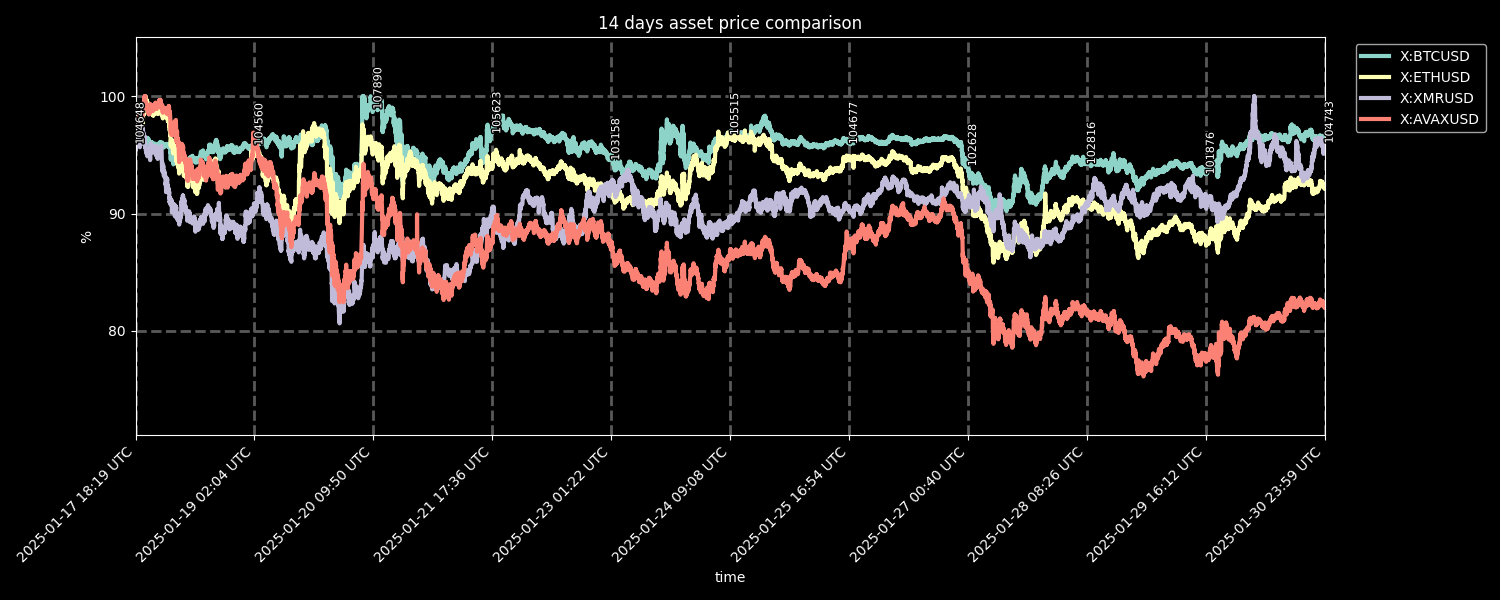 14 days asset price comparison
X:BTCUSD
X:ETHUSD
X:XMRUSD
X:AVAXUSD
100
90
80
%
104648
104560
107890
105623
103158
105515
104677
102628
102816
101876
104743
2025-01-17 18:19 UTC
2025-01-19 02:04 UTC
2025-01-20 09:50 UTC
2025-01-21 17:36 UTC
2025-01-23 01:22 UTC
2025-01-24 09:08 UTC
2025-01-25 16:54 UTC
2025-01-27 00:40 UTC
2025-01-28 08:26 UTC
2025-01-29 16:12 UTC
2025-01-30 23:59 UTC
time